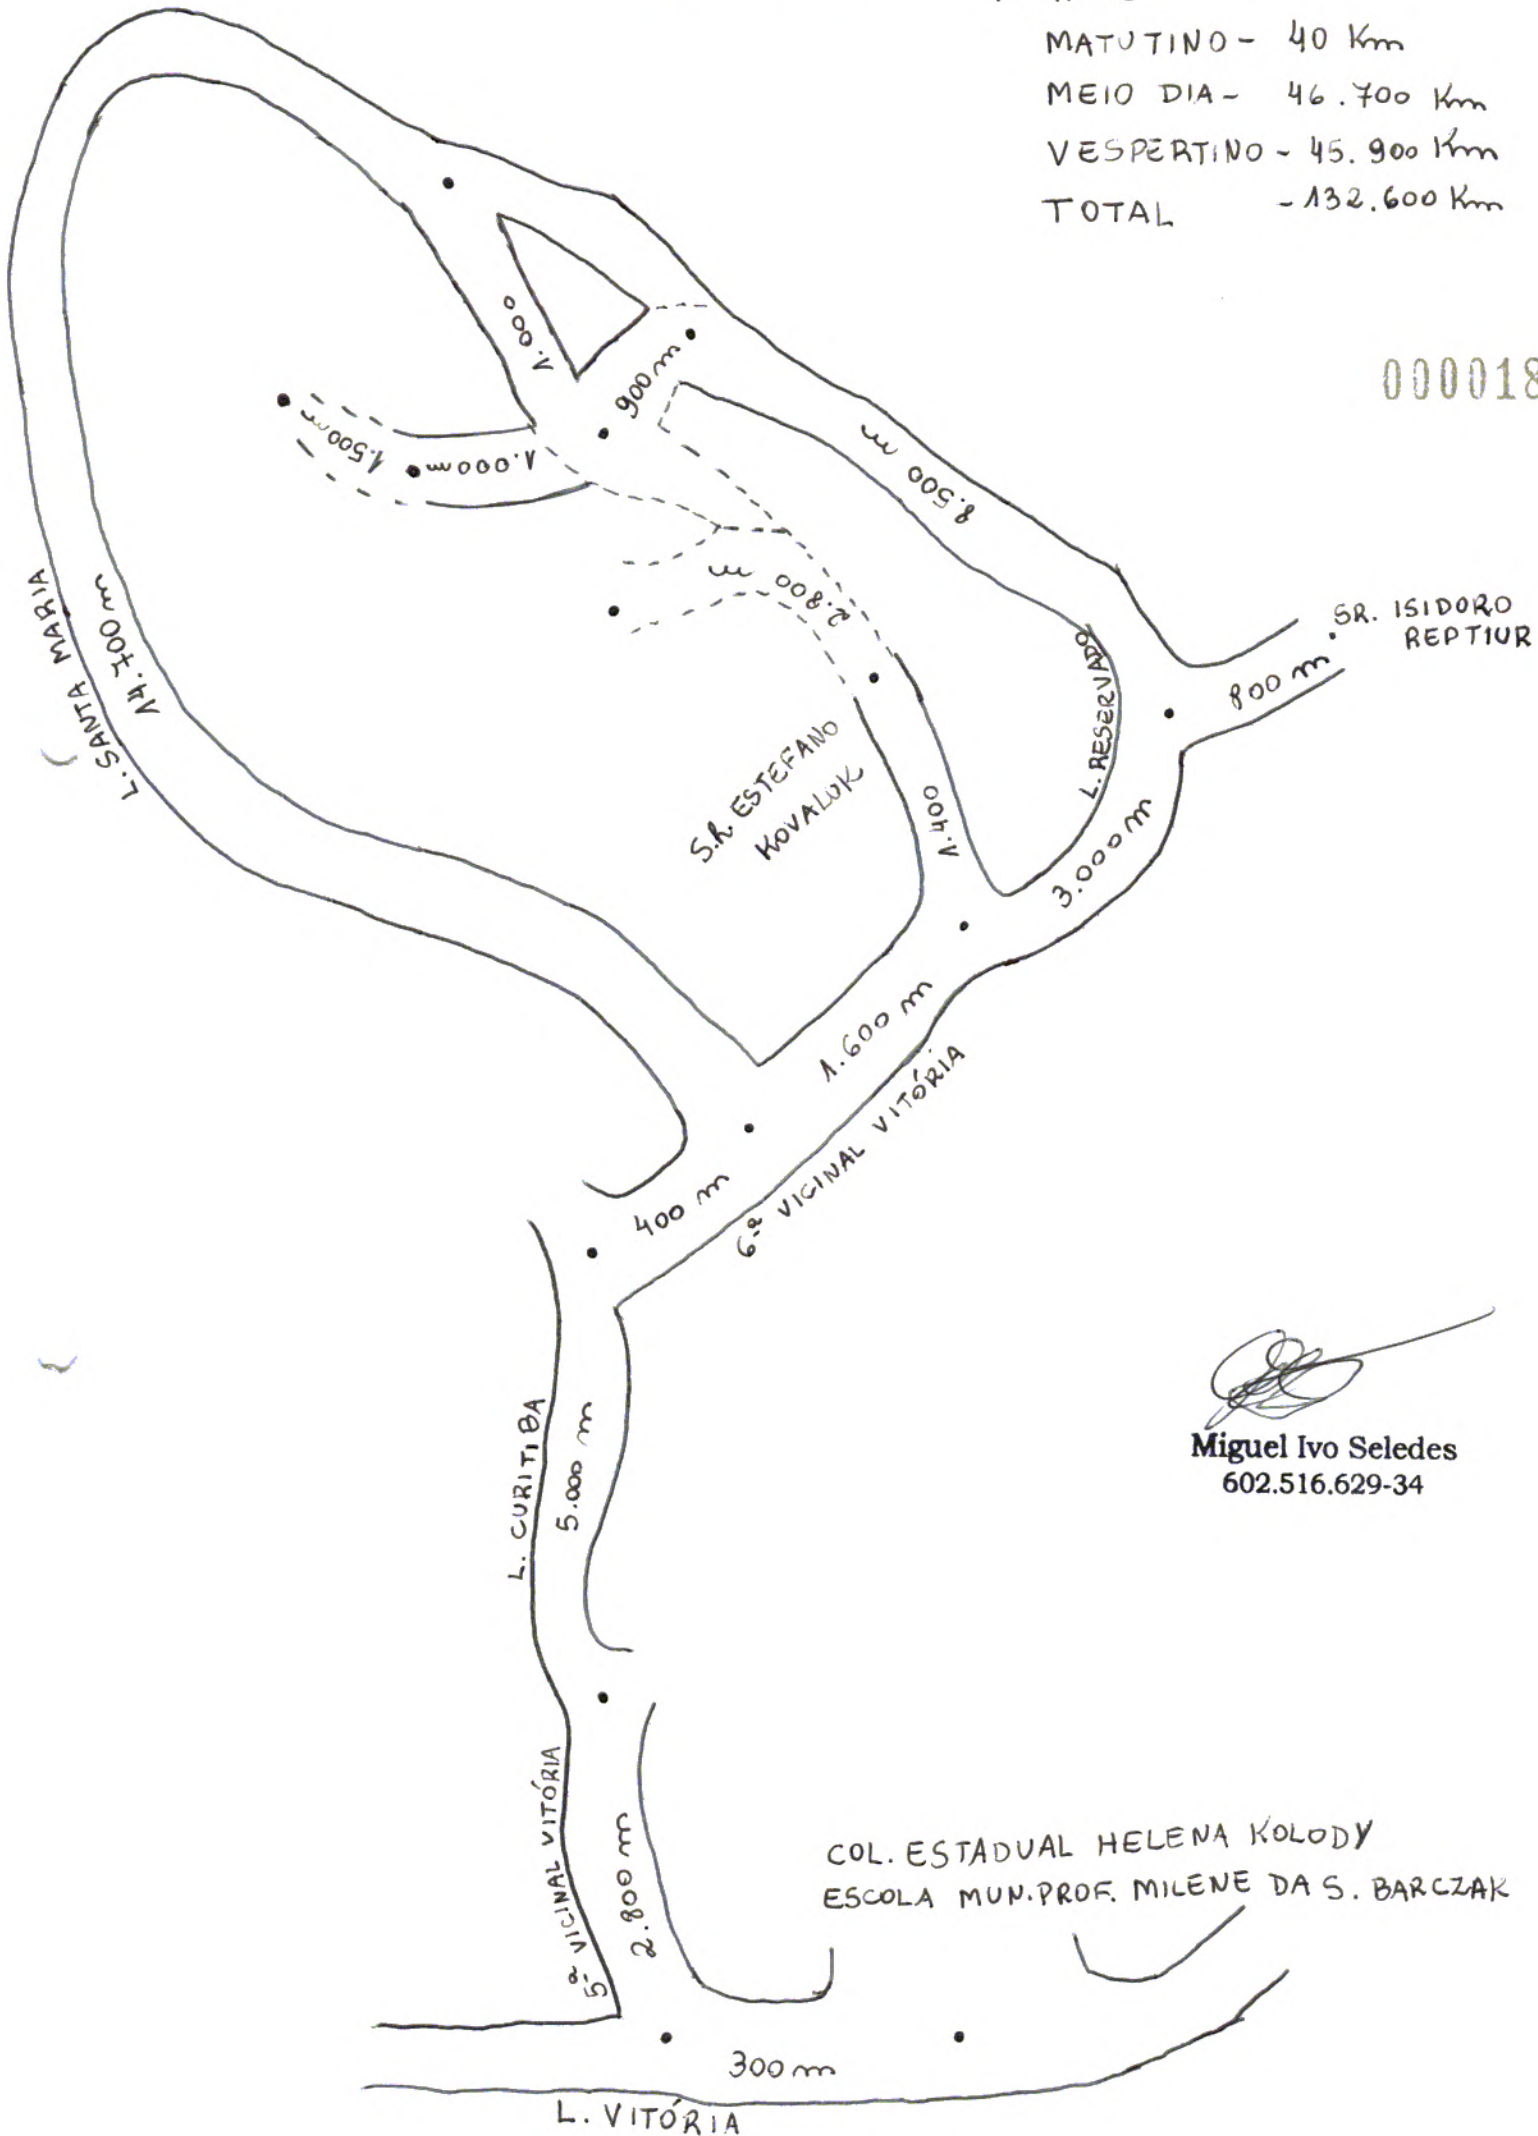 MATUTINO - 40 Km
MEIO DIA - 46.700 Km
VESPERTINO - 45.900 Km
TOTAL - 132.600 Km
000018
1.000
900 m
1.500 m
1.000 m
8.500 m
2.800 m
SR. ISIDORO
REPTIUR
800 m
L. SANTA MARIA
14.700 m
L. RESERVADO
SR. ESTEFANO
KOVALUK
1.400
3.000 m
1.600 m
6ª VICINAL VITÓRIA
400 m
L. CURITIBA
5.000 m
Miguel Ivo Seledes
602.516.629-34
5ª VICINAL VITÓRIA
2.800 m
COL. ESTADUAL HELENA KOLODY
ESCOLA MUN. PROF. MILENE DA S. BARCZAK
300 m
L. VITÓRIA